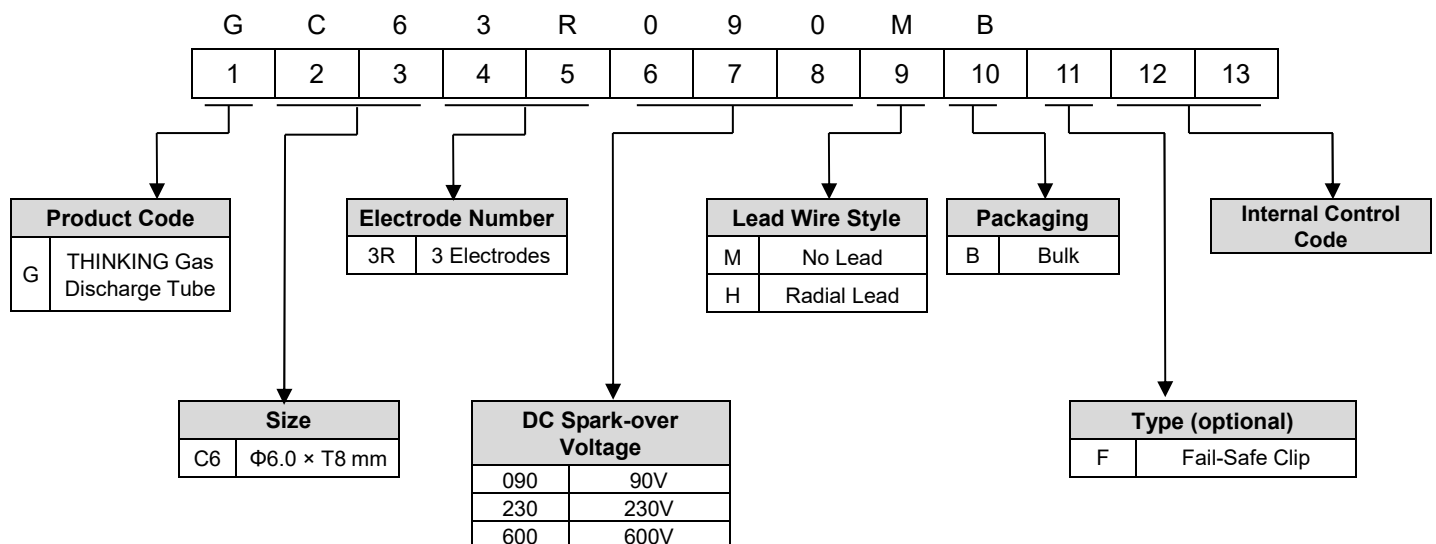 G C 6 3 R 0 9 0 M B
1 2 3 4 5 6 7 8 9 10 11 12 13
Product Code
G THINKING Gas
Discharge Tube
Electrode Number
3R 3 Electrodes
Lead Wire Style
M No Lead
H Radial Lead
Packaging
B Bulk
Internal Control
Code
Size
C6 Φ6.0 × T8 mm
DC Spark-over
Voltage
090 90V
230 230V
600 600V
Type (optional)
F Fail-Safe Clip